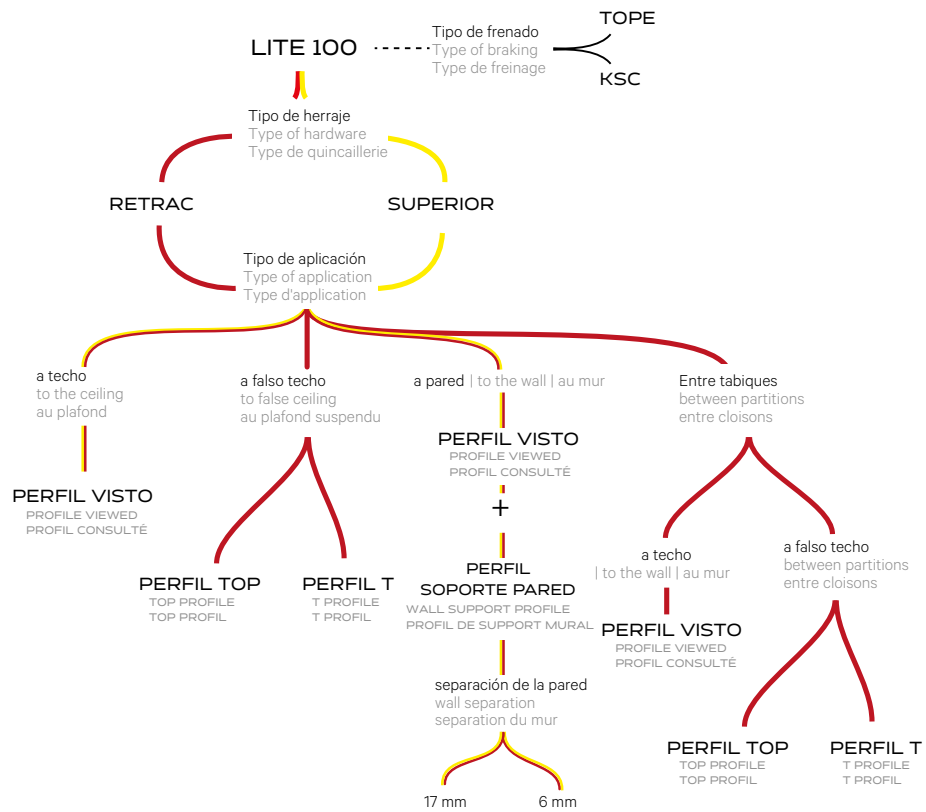 LITE 100
Tipo de frenado
Type of braking
Type de freinage
TOPE
KSC
Tipo de herraje
Type of hardware
Type de quincaillerie
RETRAC
SUPERIOR
Tipo de aplicación
Type of application
Type d'application
a techo
to the ceiling
au plafond
PERFIL VISTO
PROFILE VIEWED
PROFIL CONSULTÉ
a falso techo
to false ceiling
au plafond suspendu
PERFIL TOP
TOP PROFILE
TOP PROFIL
PERFIL T
T PROFILE
T PROFIL
a pared | to the wall | au mur
PERFIL VISTO
PROFILE VIEWED
PROFIL CONSULTÉ
+
PERFIL
SOPORTE PARED
WALL SUPPORT PROFILE
PROFIL DE SUPPORT MURAL
separación de la pared
wall separation
separation du mur
17 mm
6 mm
Entre tabiques
between partitions
entre cloisons
a techo
| to the wall | au mur
PERFIL VISTO
PROFILE VIEWED
PROFIL CONSULTÉ
a falso techo
between partitions
entre cloisons
PERFIL TOP
TOP PROFILE
TOP PROFIL
PERFIL T
T PROFILE
T PROFIL